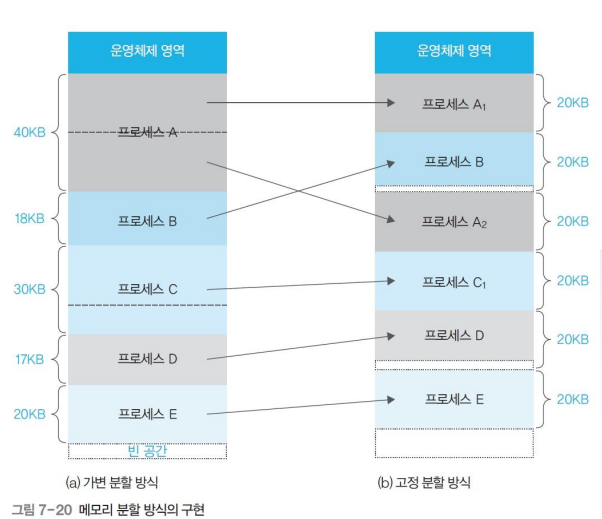 운영체제 영역
40KB
프로세스 A
18KB
프로세스 B
30KB
프로세스 C
17KB
프로세스 D
20KB
프로세스 E
빈 공간
(a) 가변 분할 방식
운영체제 영역
프로세스 A1
20KB
프로세스 B
20KB
프로세스 A2
20KB
프로세스 C1
20KB
프로세스 D
20KB
프로세스 E
20KB
(b) 고정 분할 방식
그림 7-20 메모리 분할 방식의 구현